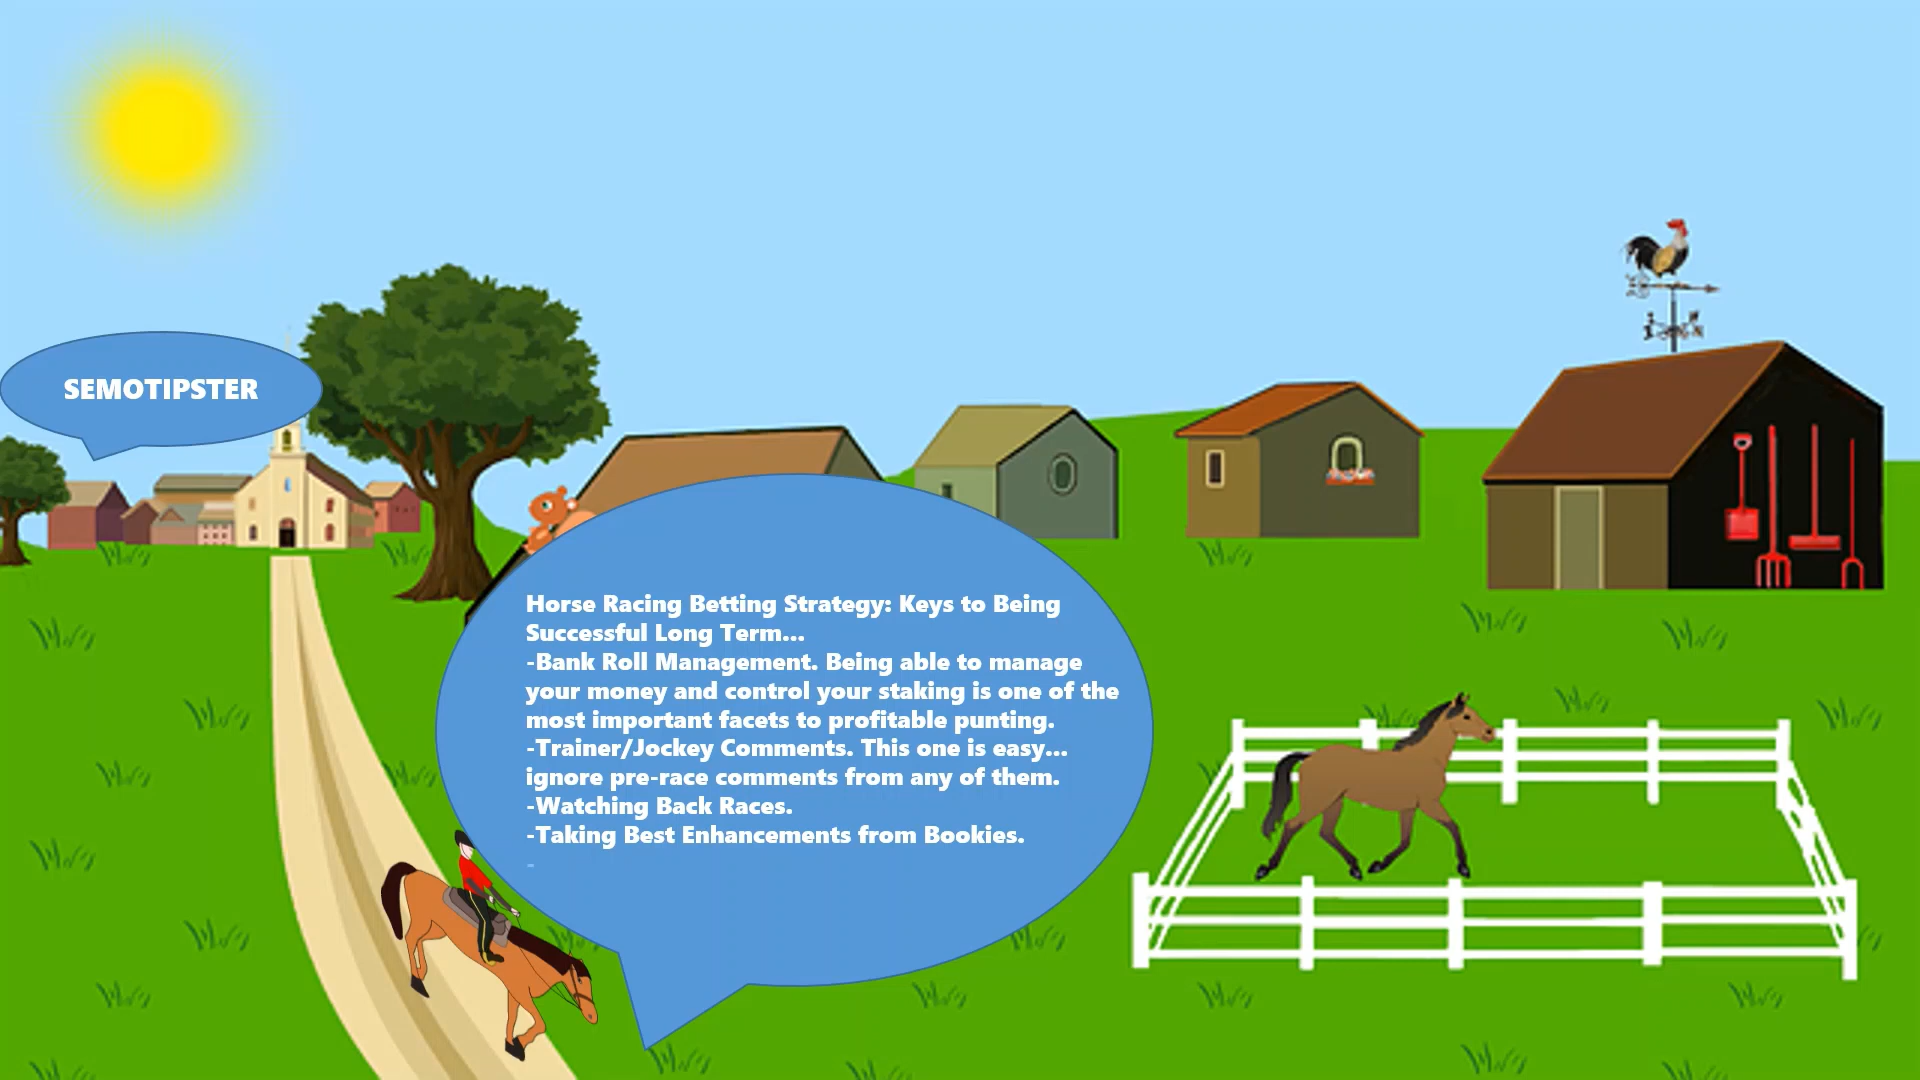 SEMOTIPSTER
Horse Racing Betting Strategy: Keys to Being
Successful Long Term...
-Bank Roll Management. Being able to manage
your money and control your staking is one of the
most important facets to profitable punting.
-Trainer/Jockey Comments. This one is easy...
ignore pre-race comments from any of them.
-Watching Back Races.
-Taking Best Enhancements from Bookies.
-